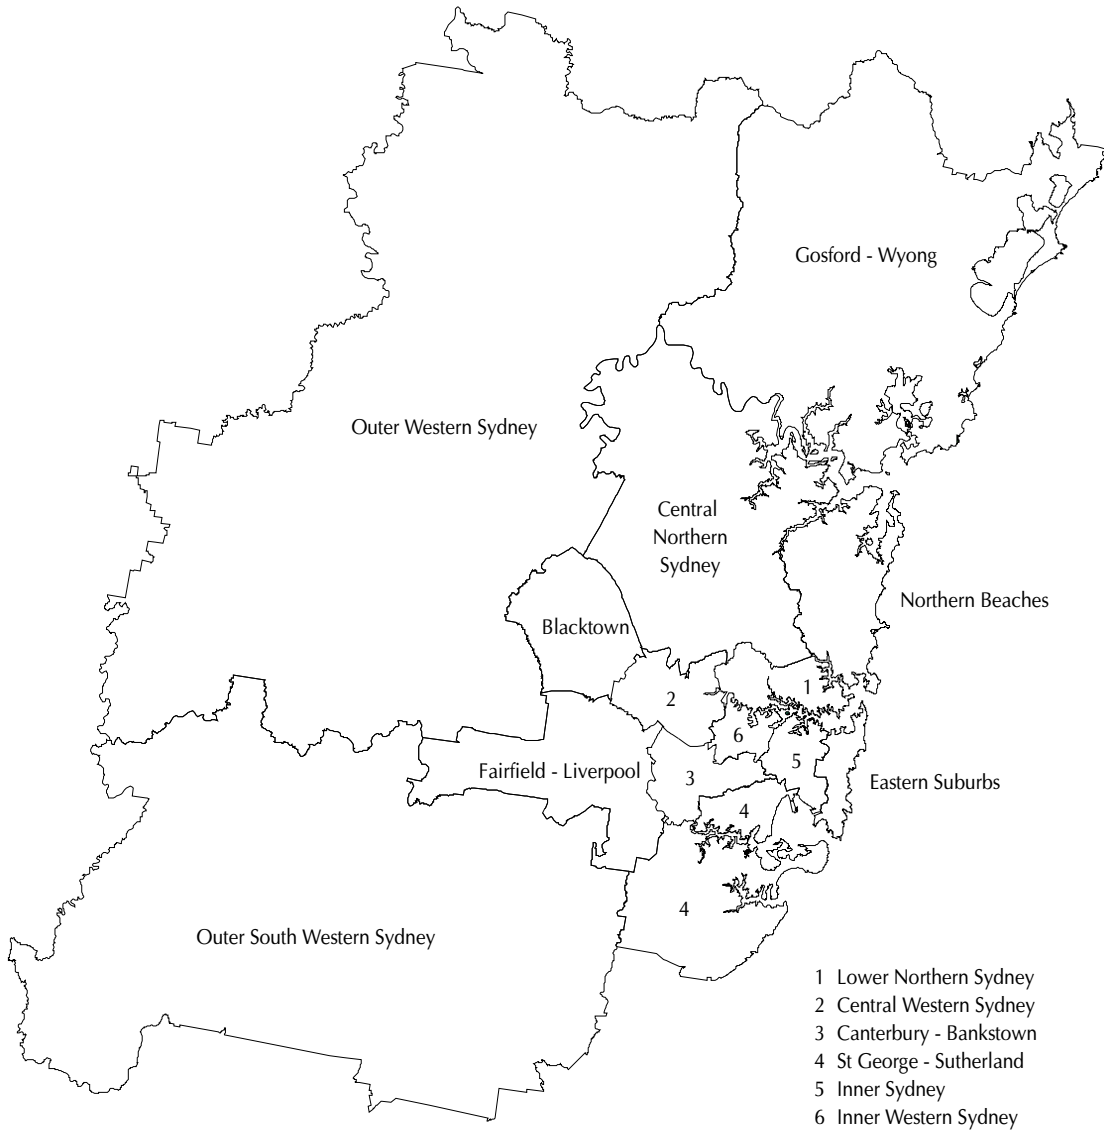 Gosford - Wyong
Outer Western Sydney
Central
Northern
Sydney
Northern Beaches
Blacktown
1
2
6
5
Fairfield - Liverpool
3
Eastern Suburbs
4
4
Outer South Western Sydney
1 Lower Northern Sydney
2 Central Western Sydney
3 Canterbury - Bankstown
4 St George - Sutherland
5 Inner Sydney
6 Inner Western Sydney